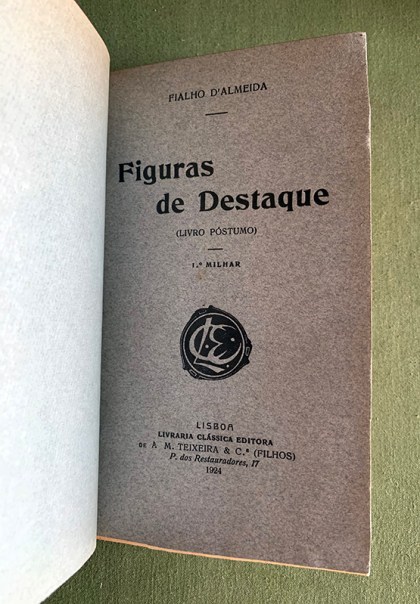 FIALHO D'ALMEIDA
Figuras
de Destaque
(LIVRO PÓSTUMO)
1.º MILHAR
LCE
LISBOA
LIVRARIA CLÁSSICA EDITORA
DE A. M. TEIXEIRA & C.ª (FILHOS)
P. dos Restauradores, 17
1924